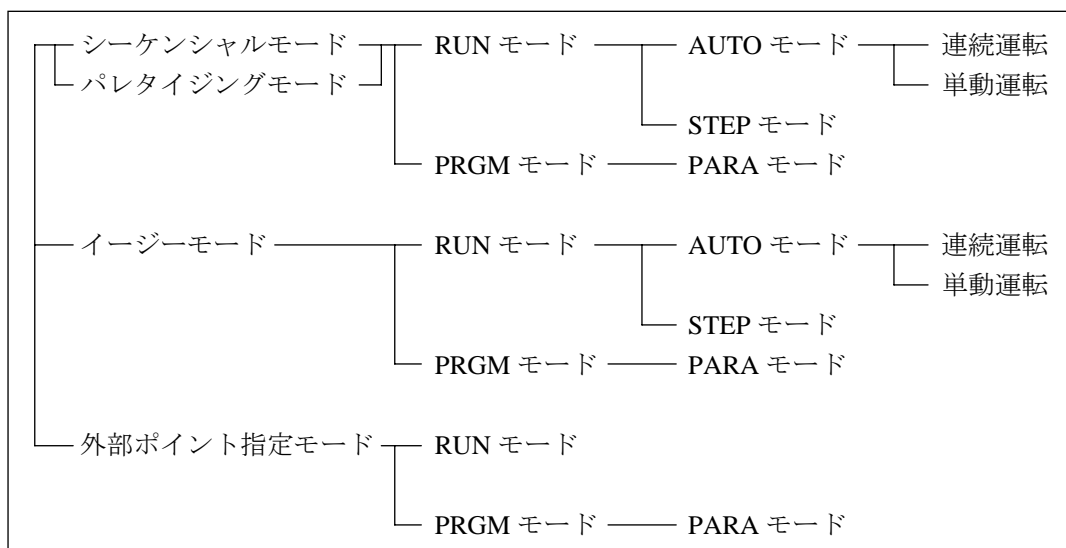 シーケンシャルモード RUN モード AUTO モード 連続運転
パレタイジングモード 単動運転
STEP モード
PRGM モード PARA モード
イージーモード RUN モード AUTO モード 連続運転
単動運転
STEP モード
PRGM モード PARA モード
外部ポイント指定モード RUN モード
PRGM モード PARA モード